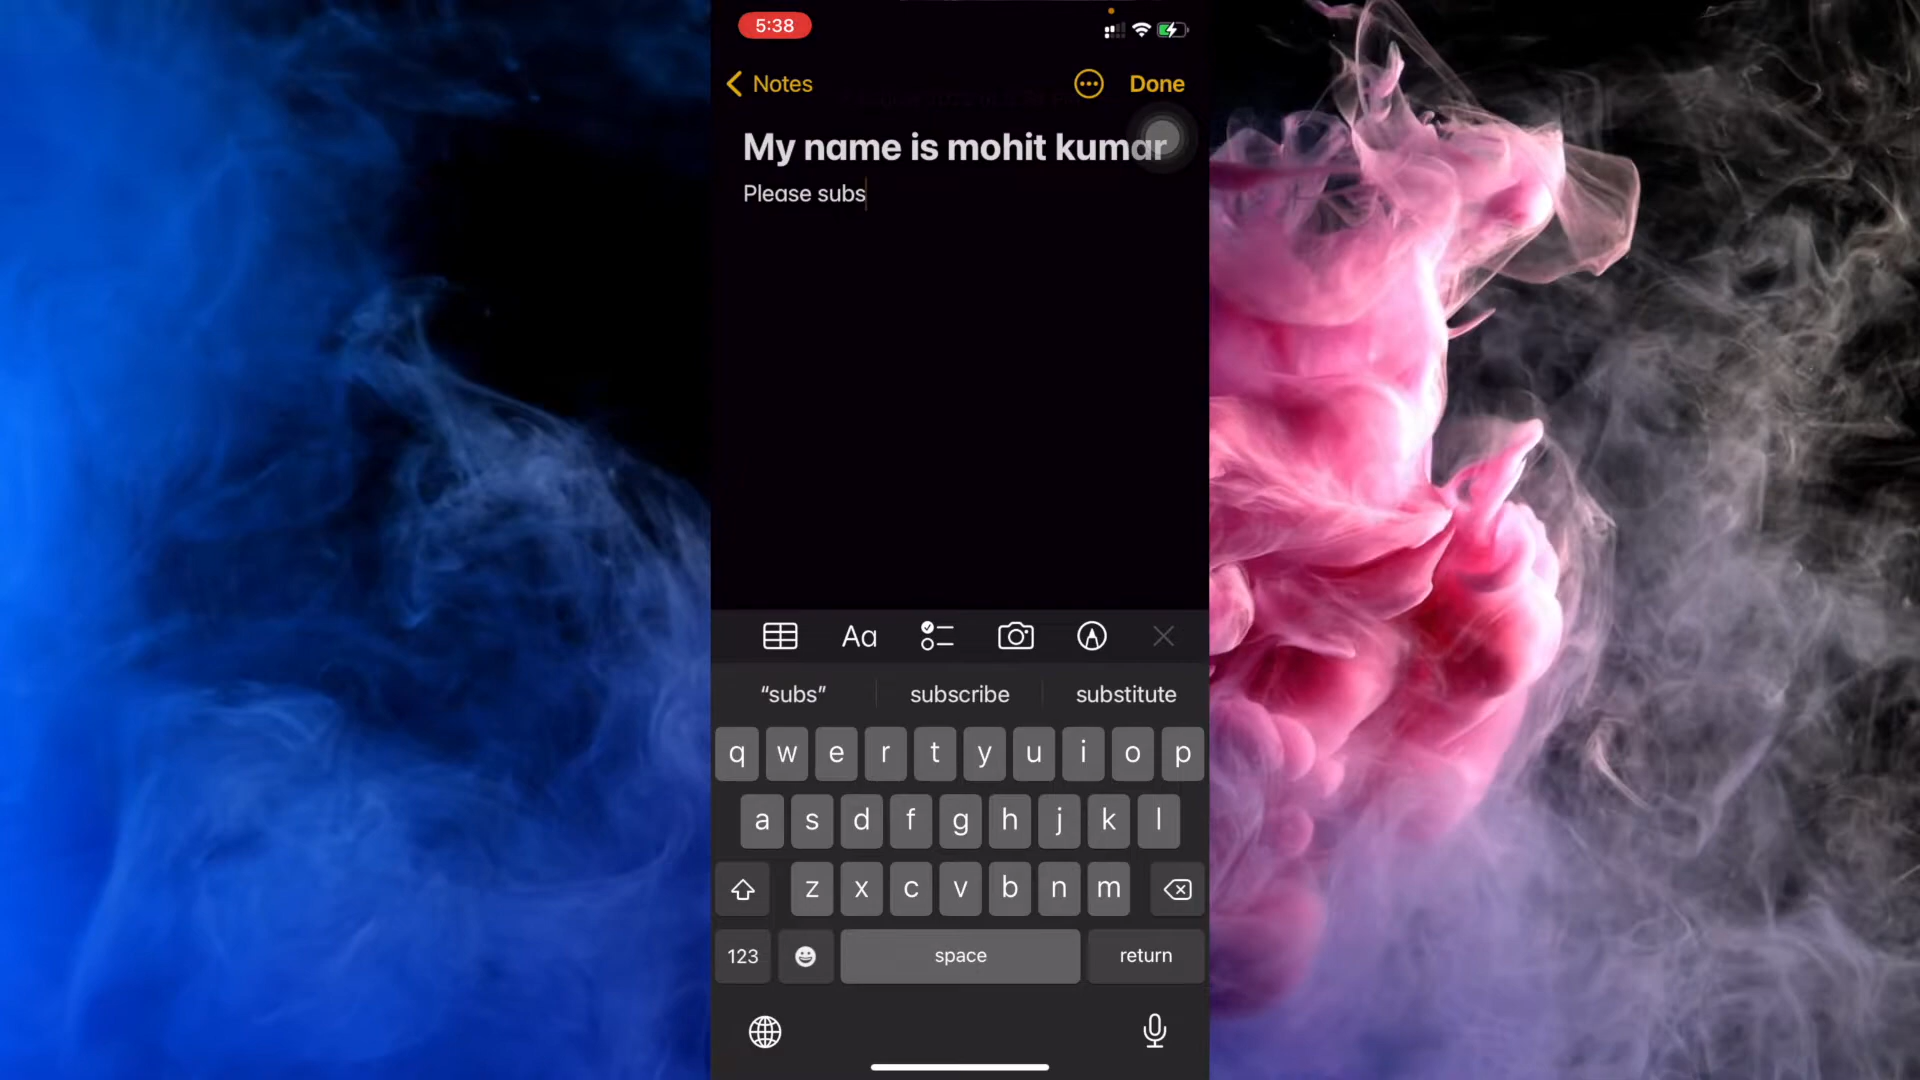 5:38
Notes
Done
My name is mohit kumar
Please subs
Aa
“subs”
subscribe
substitute
q w e r t y u i o p
a s d f g h j k l
z x c v b n m
123
space
return